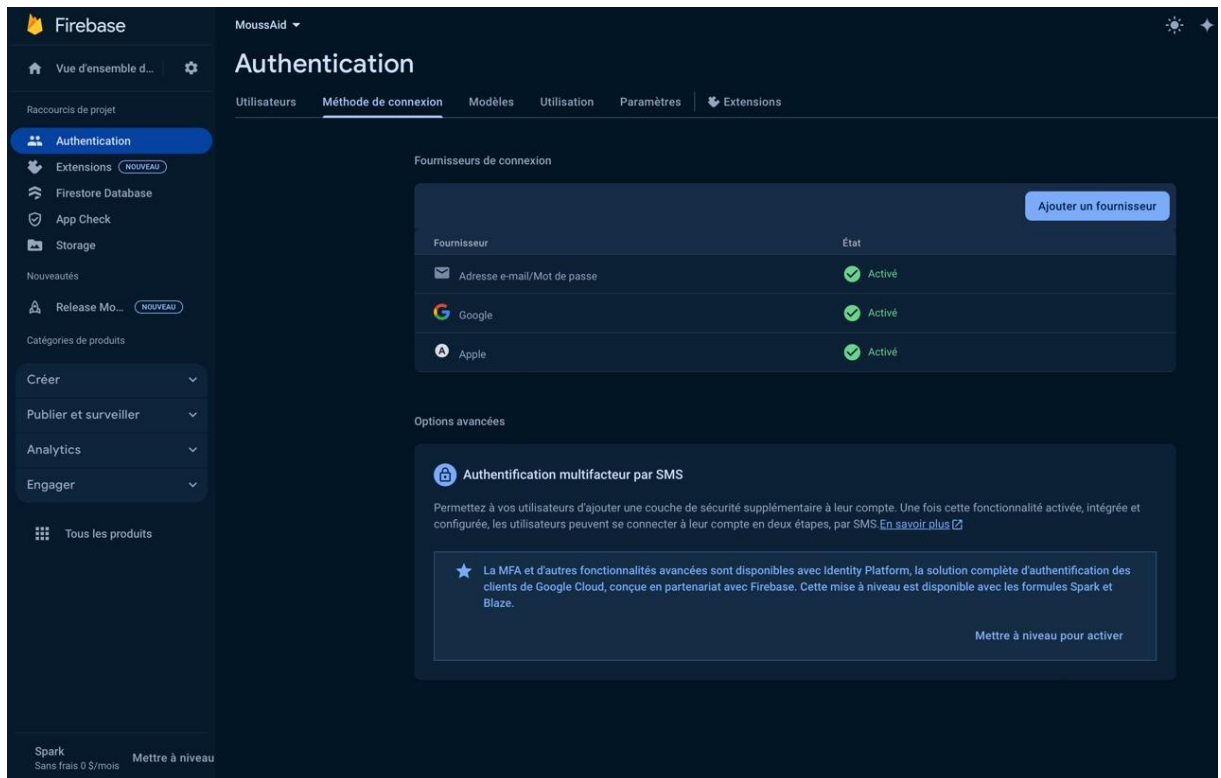 Firebase
MoussAid
Vue d'ensemble d...
Authentication
Utilisateurs Méthode de connexion Modèles Utilisation Paramètres Extensions
Raccourcis de projet
Authentication
Extensions NOUVEAU
Firestore Database
App Check
Storage
Nouveautés
Release Mo... NOUVEAU
Catégories de produits
Créer
Publier et surveiller
Analytics
Engager
Tous les produits
Spark
Sans frais 0 $/mois
Mettre à niveau
Fournisseurs de connexion
Ajouter un fournisseur
Fournisseur État
Adresse e-mail/Mot de passe Activé
G Google Activé
A Apple Activé
Options avancées
Authentification multifacteur par SMS
Permettez à vos utilisateurs d'ajouter une couche de sécurité supplémentaire à leur compte. Une fois cette fonctionnalité activée, intégrée et
configurée, les utilisateurs peuvent se connecter à leur compte en deux étapes, par SMS.En savoir plus
La MFA et d'autres fonctionnalités avancées sont disponibles avec Identity Platform, la solution complète d'authentification des
clients de Google Cloud, conçue en partenariat avec Firebase. Cette mise à niveau est disponible avec les formules Spark et
Blaze.
Mettre à niveau pour activer